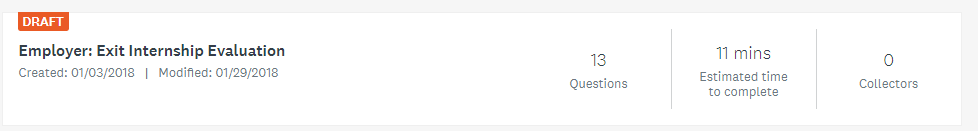 DRAFT
Employer: Exit Internship Evaluation
Created: 01/03/2018 | Modified: 01/29/2018
13
Questions
11 mins
Estimated time
to complete
0
Collectors